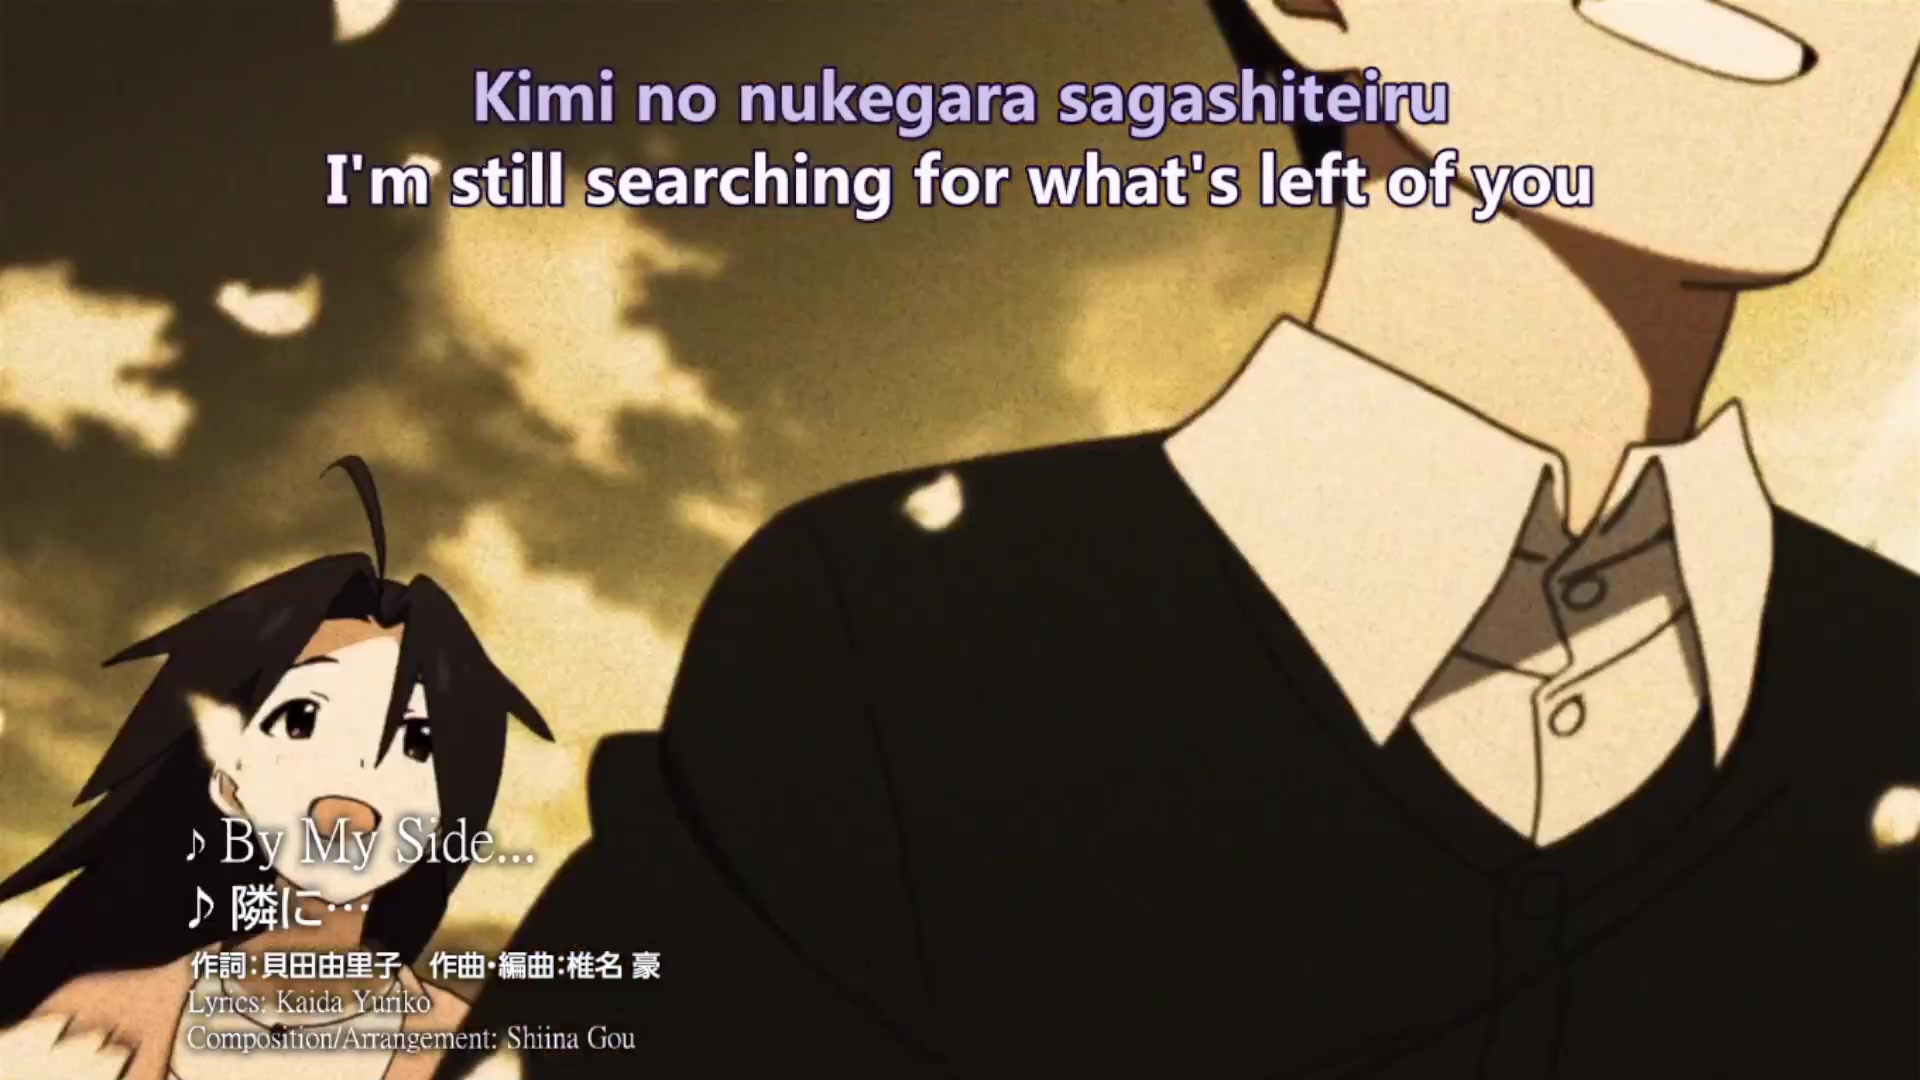 Kimi no nukegara sagashiteiru
I'm still searching for what's left of you
♪ By My Side...
♪ 隣に…
作詞:貝田由里子　作曲・編曲:椎名 豪
Lyrics: Kaida Yuriko
Composition/Arrangement: Shiina Gou